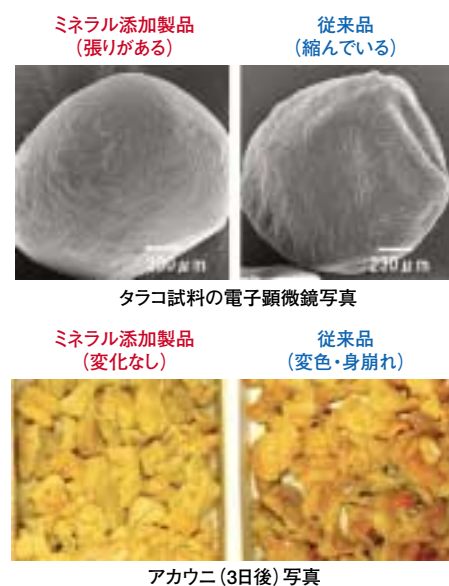 ミネラル添加製品
(張りがある)
従来品
(縮んでいる)
230μm
タラコ試料の電子顕微鏡写真
ミネラル添加製品
(変化なし)
従来品
(変色・身崩れ)
アカウニ(3日後)写真